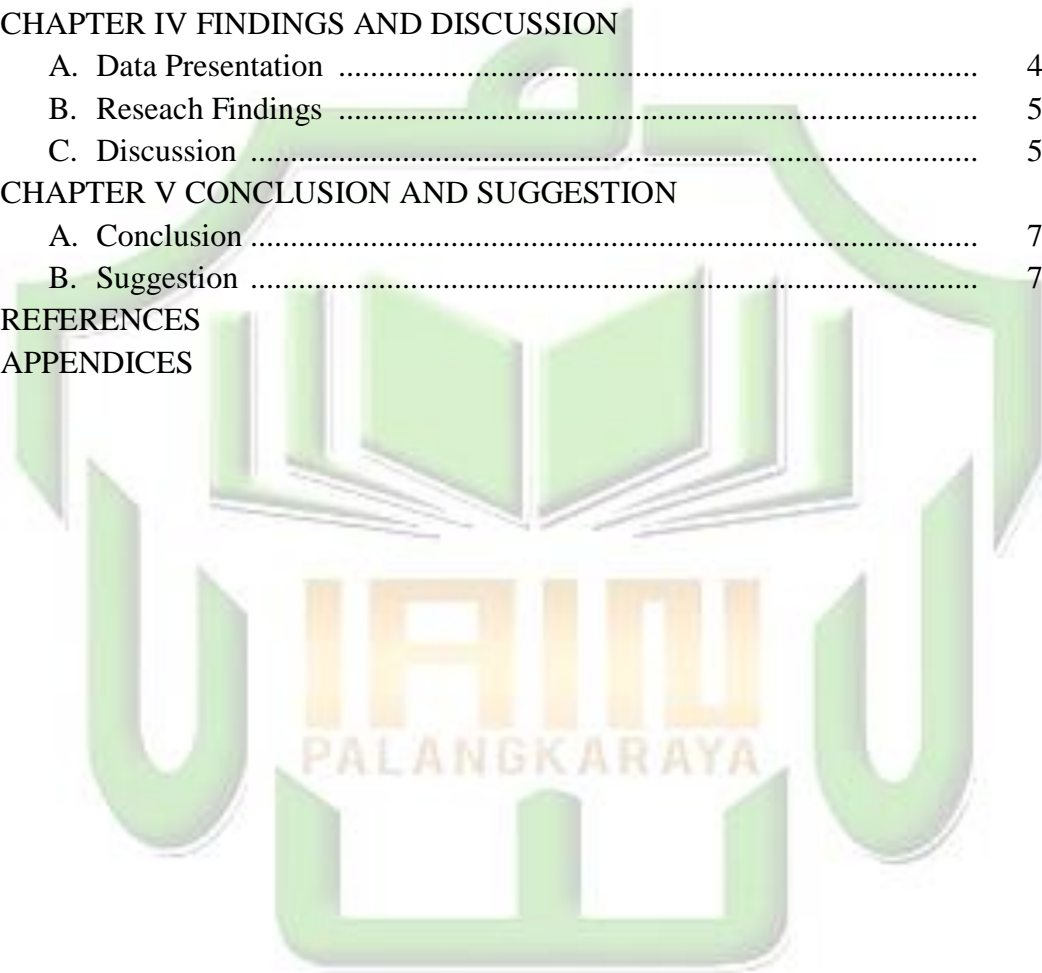 CHAPTER IV FINDINGS AND DISCUSSION
A. Data Presentation ................................................................................ 4
B. Reseach Findings ................................................................................ 5
C. Discussion ........................................................................................... 5
CHAPTER V CONCLUSION AND SUGGESTION
A. Conclusion ........................................................................................... 7
B. Suggestion ........................................................................................... 7
REFERENCES
APPENDICES
IAIN
PALANGKARAYA